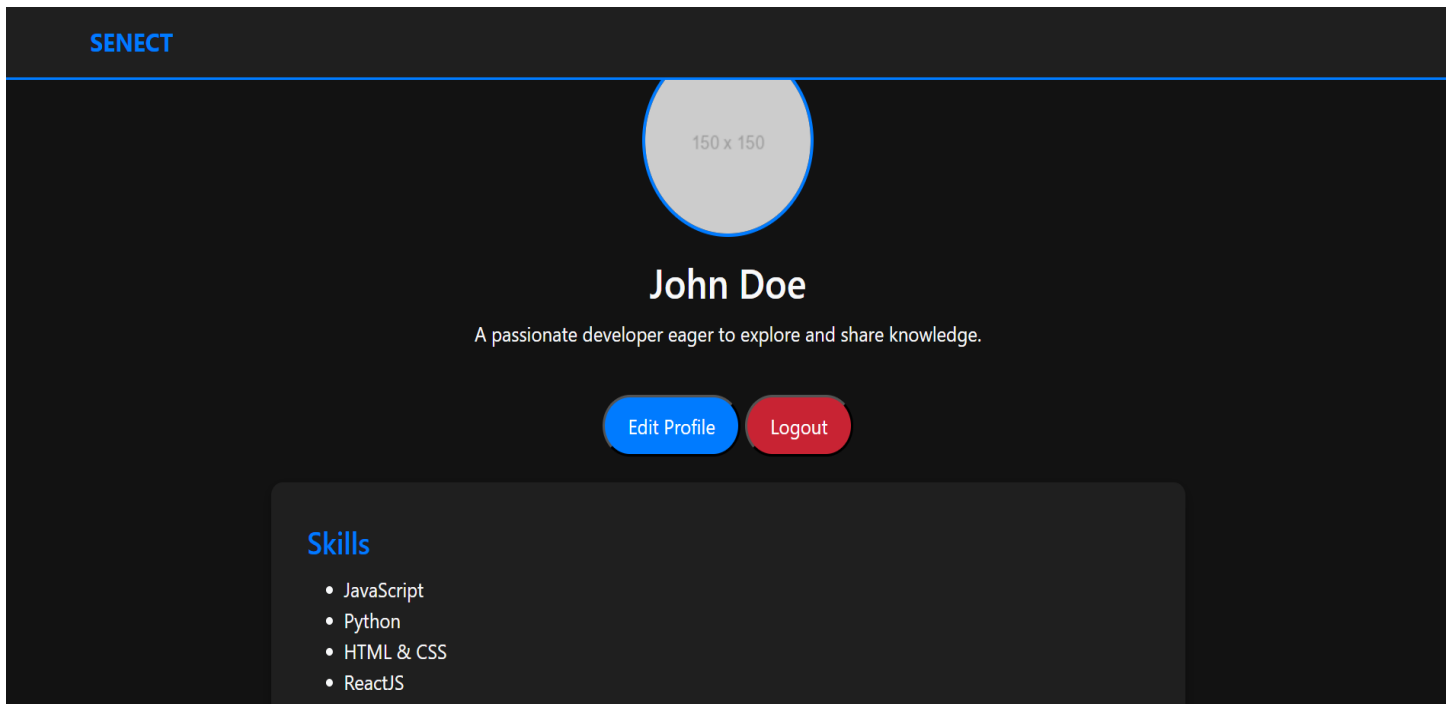 SENECT
150 x 150
John Doe
A passionate developer eager to explore and share knowledge.
Edit Profile Logout
Skills
JavaScript
Python
HTML & CSS
ReactJS